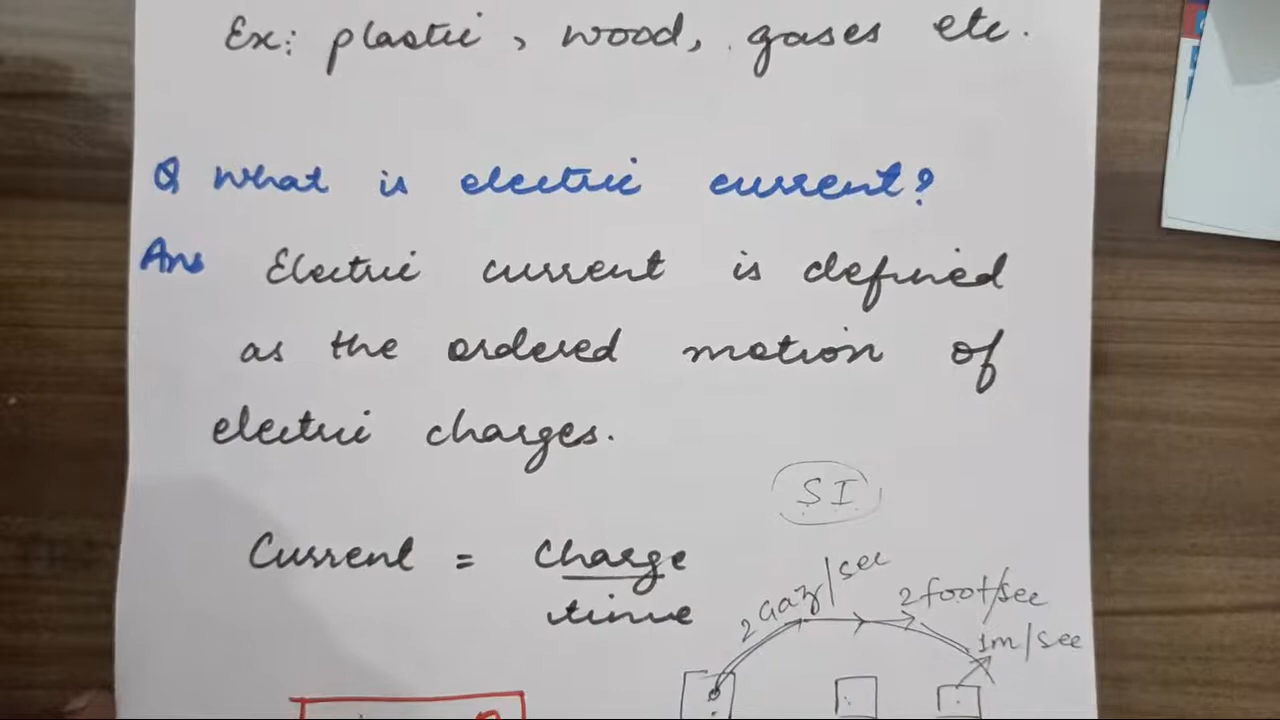 Ex: plastic, wood, gases etc.
Q What is electric current?
Ans Electric current is defined
as the ordered motion of
electric charges.
SI
Current = Charge
time
2 Gaz/sec
2 foot/sec
1m/sec